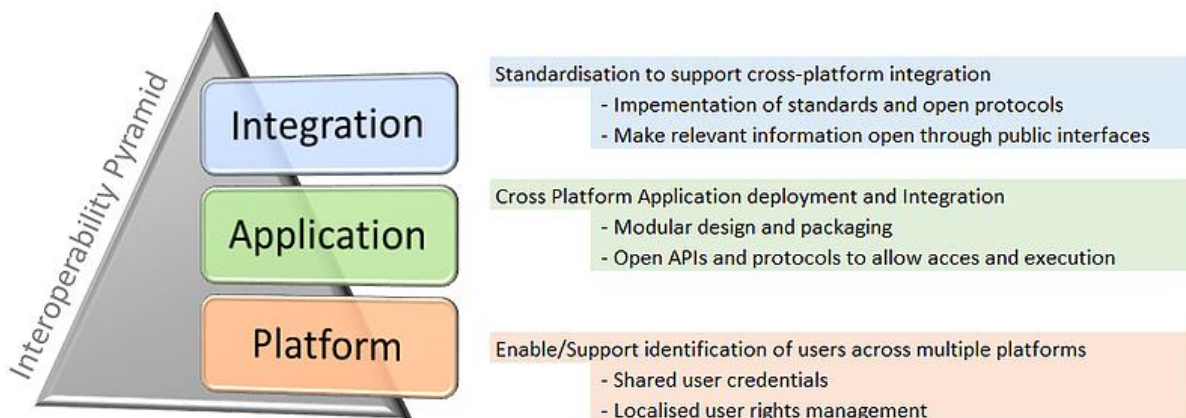 Interoperability Pyramid
Integration
Application
Platform
Standardisation to support cross-platform integration
- Impementation of standards and open protocols
- Make relevant information open through public interfaces
Cross Platform Application deployment and Integration
- Modular design and packaging
- Open APIs and protocols to allow acces and execution
Enable/Support identification of users across multiple platforms
- Shared user credentials
- Localised user rights management